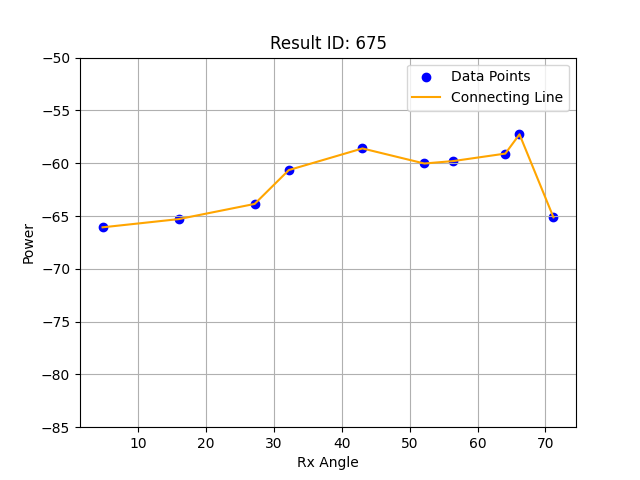 Result ID: 675
Data Points
Connecting Line
Power
−50
−55
−60
−65
−70
−75
−80
−85
10 20 30 40 50 60 70
Rx Angle